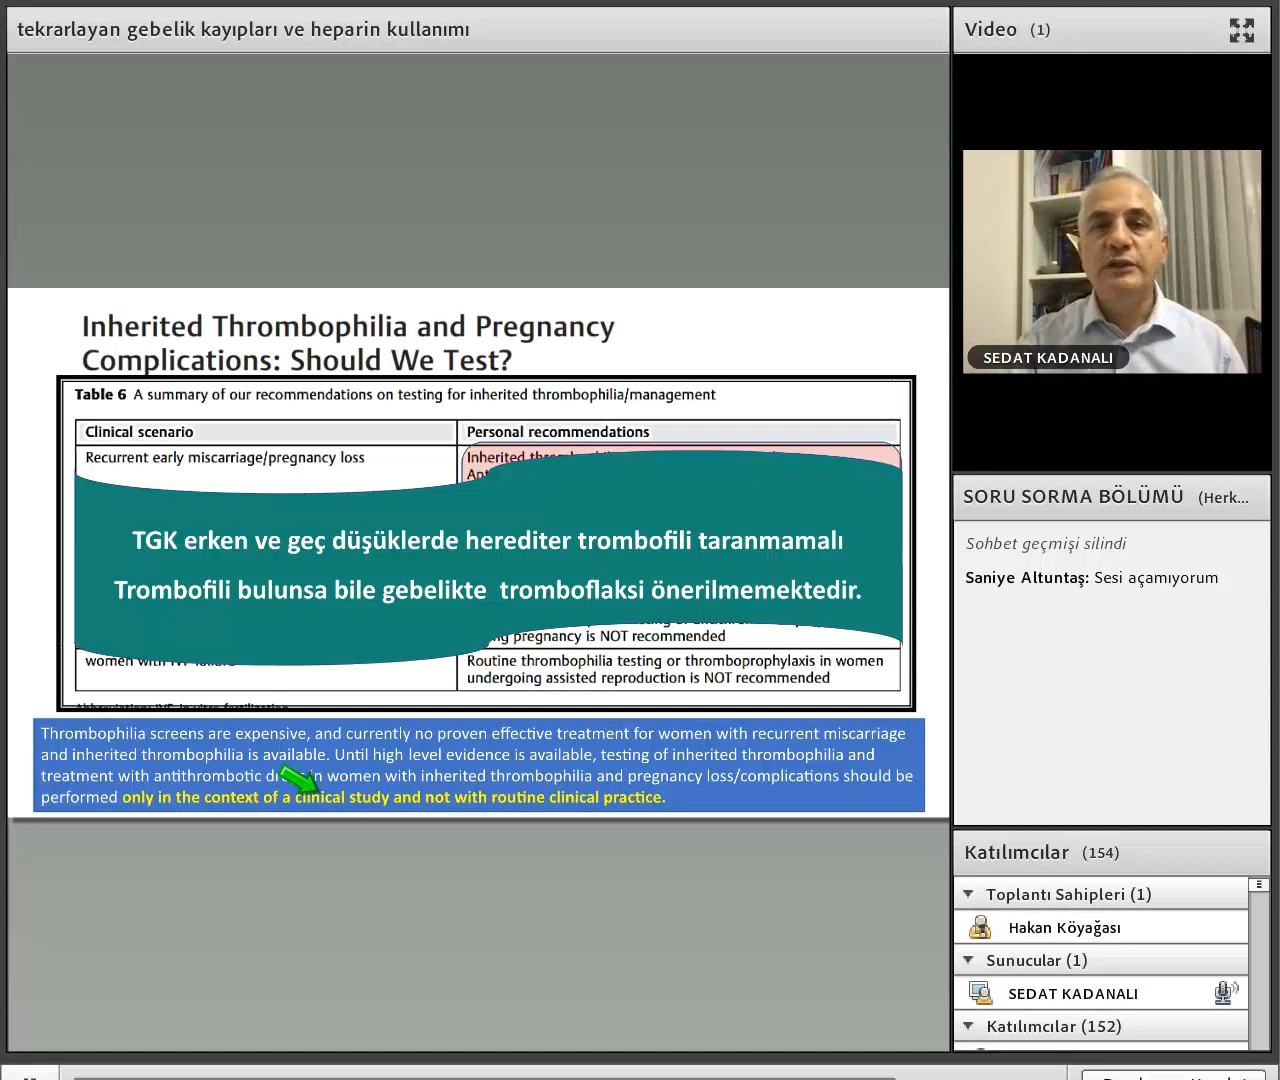 tekrarlayan gebelik kayıpları ve heparin kullanımı
Inherited Thrombophilia and Pregnancy
Complications: Should We Test?
Table 6 A summary of our recommendations on testing for inherited thrombophilia/management
Clinical scenario
Personal recommendations
Recurrent early miscarriage/pregnancy loss
Inherited
TGK erken ve geç düşüklerde herediter trombofili taranmamalı
Trombofili bulunsa bile gebelikte tromboflaksi önerilmemektedir.
pregnancy is NOT recommended
women with IVF failure
Routine thrombophilia testing or thromboprophylaxis in women
undergoing assisted reproduction is NOT recommended
Thrombophilia screens are expensive, and currently no proven effective treatment for women with recurrent miscarriage
and inherited thrombophilia is available. Until high level evidence is available, testing of inherited thrombophilia and
treatment with antithrombotic in women with inherited thrombophilia and pregnancy loss/complications should be
performed only in the context of a clinical study and not with routine clinical practice.
Video (1)
SEDAT KADANALI
SORU SORMA BÖLÜMÜ (Herk...
Sohbet geçmişi silindi
Saniye Altuntaş: Sesi açamıyorum
Katılımcılar (154)
Toplantı Sahipleri (1)
Hakan Köyağası
Sunucular (1)
SEDAT KADANALI
Katılımcılar (152)